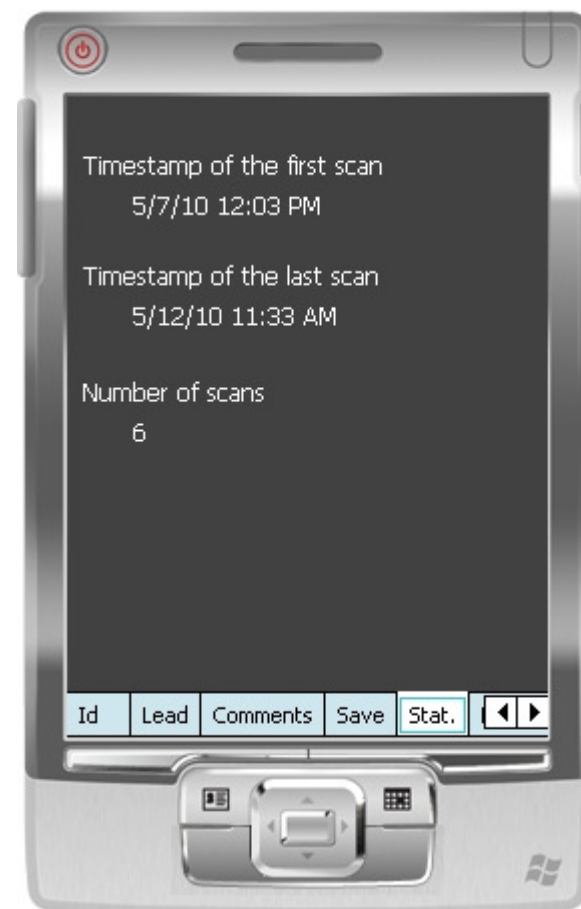 Timestamp of the first scan
5/7/10 12:03 PM
Timestamp of the last scan
5/12/10 11:33 AM
Number of scans
6
Id Lead Comments Save Stat.